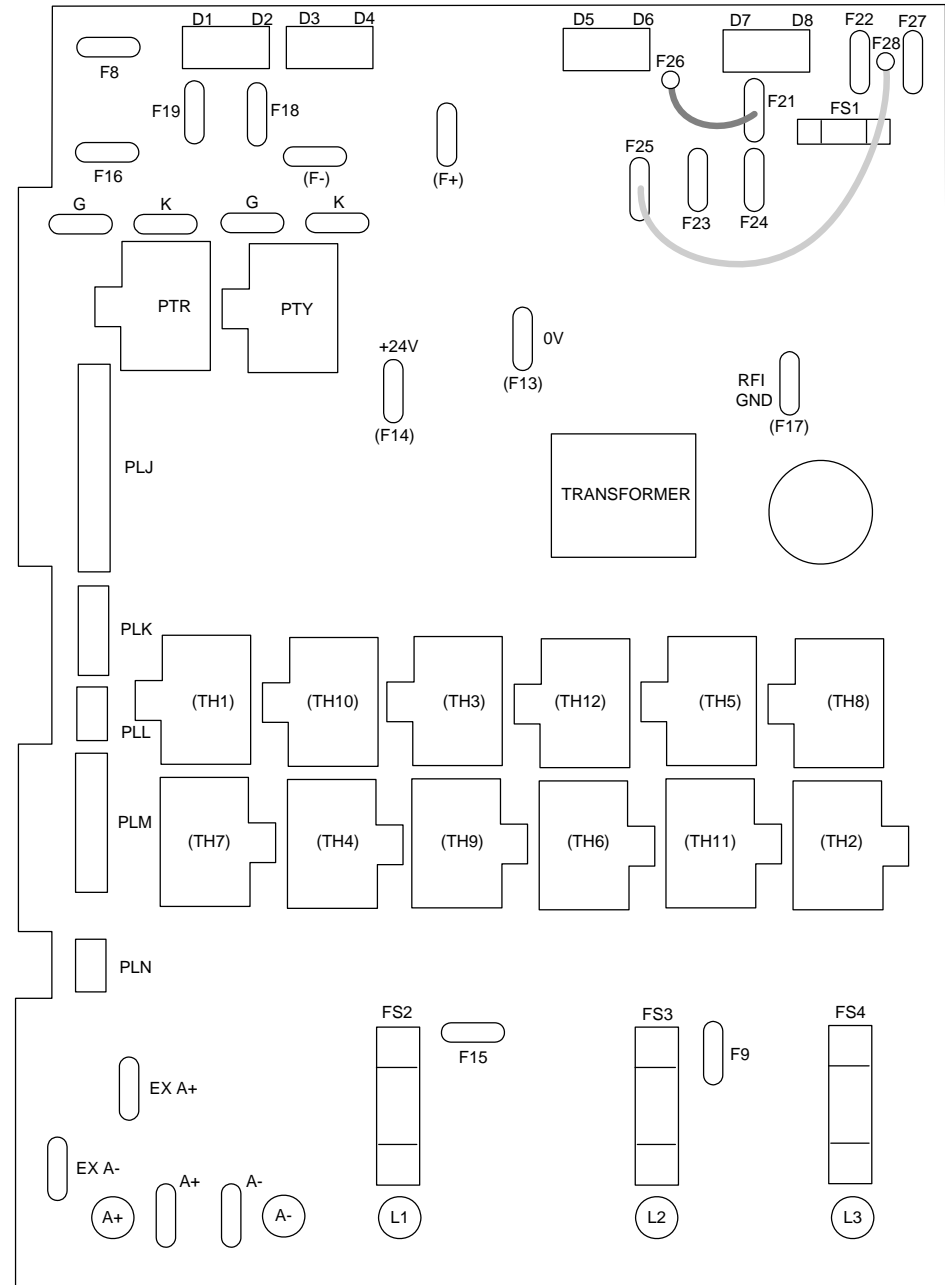 D1 D2 D3 D4 D5 D6 D7 D8 F22 F27
F8
F26
F28
F19
F18
F21
FS1
F16
(F-)
(F+)
F25
F23
F24
G K G K
PTR
PTY
+24V
(F14)
0V
(F13)
RFI
GND
(F17)
PLJ
TRANSFORMER
PLK
(TH1) (TH10) (TH3) (TH12) (TH5) (TH8)
PLL
PLM
(TH7) (TH4) (TH9) (TH6) (TH11) (TH2)
PLN
FS2
F15
FS3
F9
FS4
EX A+
EX A-
A+ A-
A+ A- L1 L2 L3